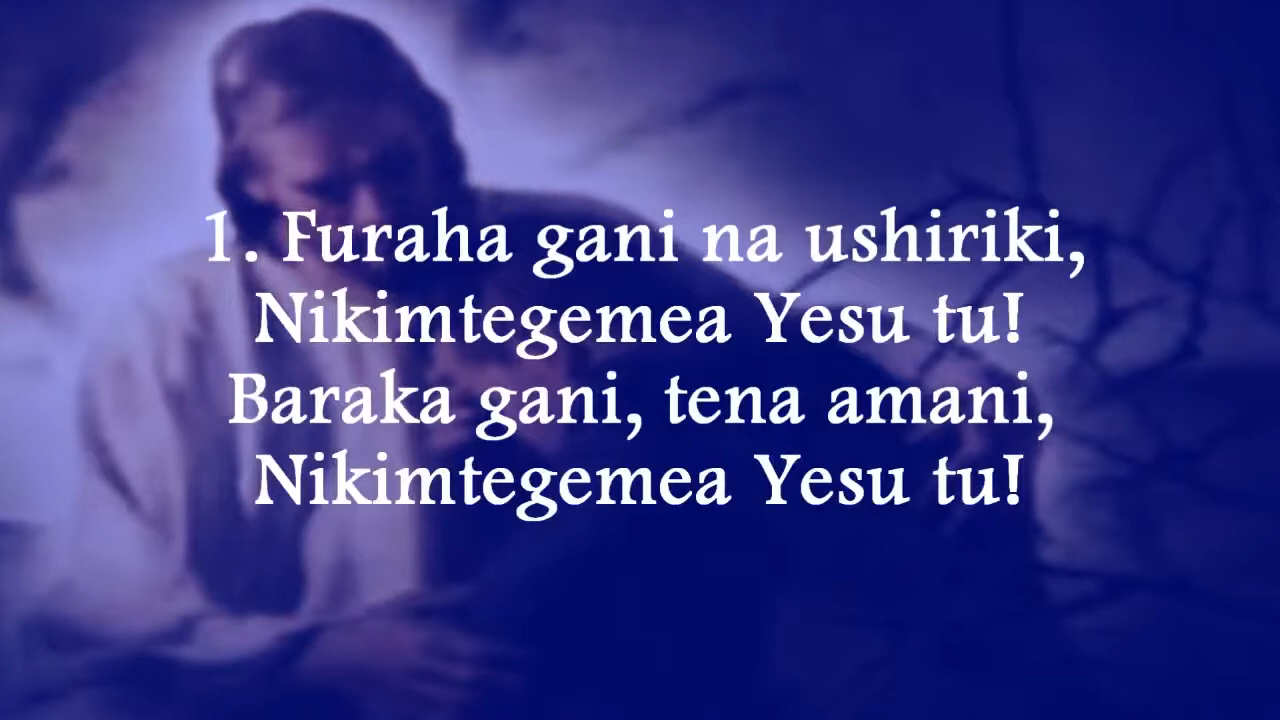 1. Furaha gani na ushiriki,
Nikimtegemea Yesu tu!
Baraka gani, tena amani,
Nikimtegemea Yesu tu!